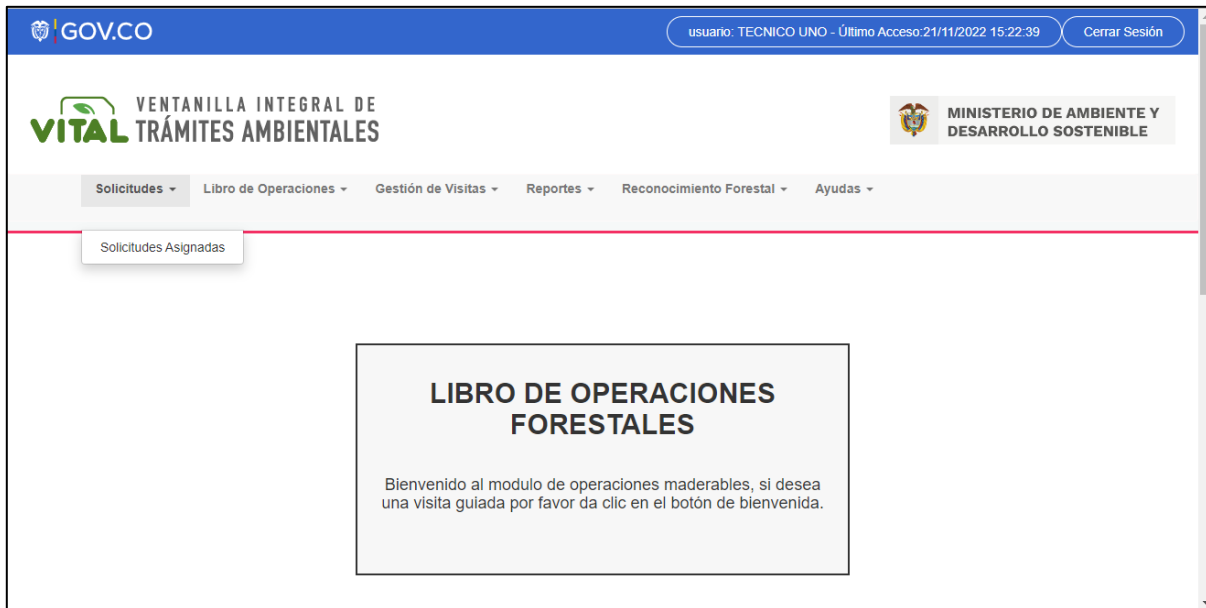 GOV.CO
usuario: TECNICO UNO - Último Acceso:21/11/2022 15:22:39
Cerrar Sesión
VENTANILLA INTEGRAL DE
VITAL TRÁMITES AMBIENTALES
MINISTERIO DE AMBIENTE Y
DESARROLLO SOSTENIBLE
Solicitudes
Libro de Operaciones
Gestión de Visitas
Reportes
Reconocimiento Forestal
Ayudas
Solicitudes Asignadas
LIBRO DE OPERACIONES
FORESTALES
Bienvenido al modulo de operaciones maderables, si desea
una visita guiada por favor da clic en el botón de bienvenida.